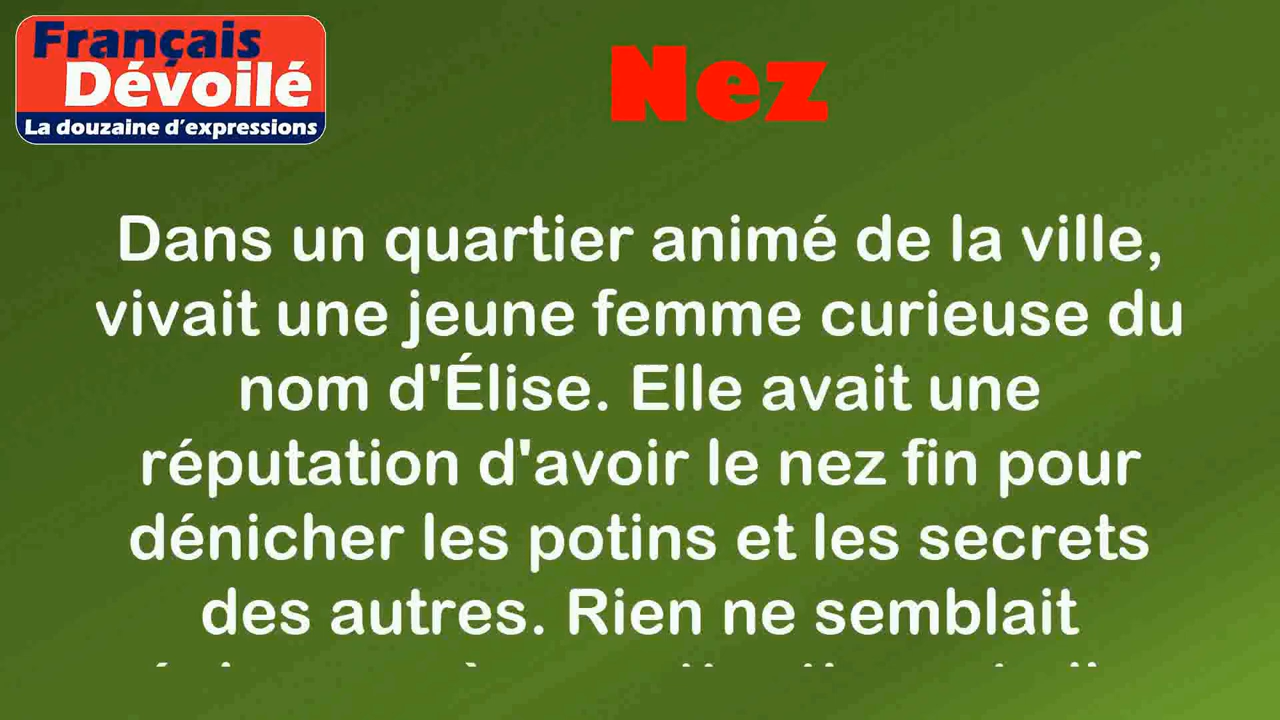 Français
Dévoilé
La douzaine d'expressions
Nez
Dans un quartier animé de la ville,
vivait une jeune femme curieuse du
nom d'Élise. Elle avait une
réputation d'avoir le nez fin pour
dénicher les potins et les secrets
des autres. Rien ne semblait